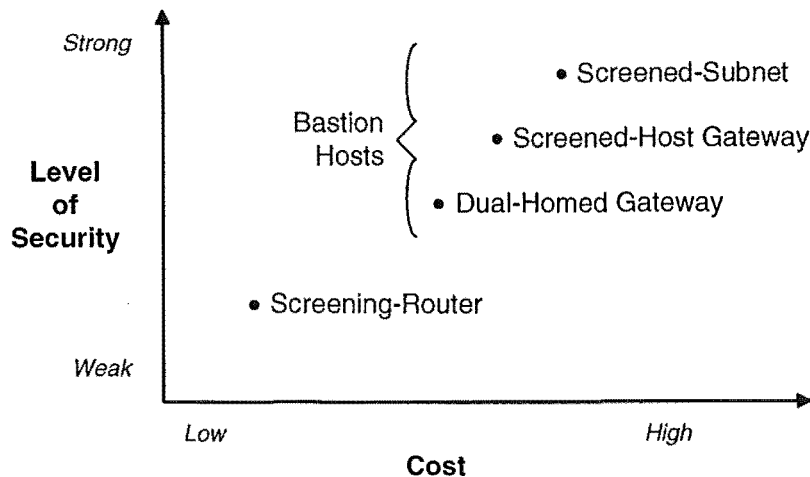 Strong
Screened-Subnet
Bastion
Hosts
Screened-Host Gateway
Level
of
Security
Dual-Homed Gateway
Screening-Router
Weak
Low
High
Cost